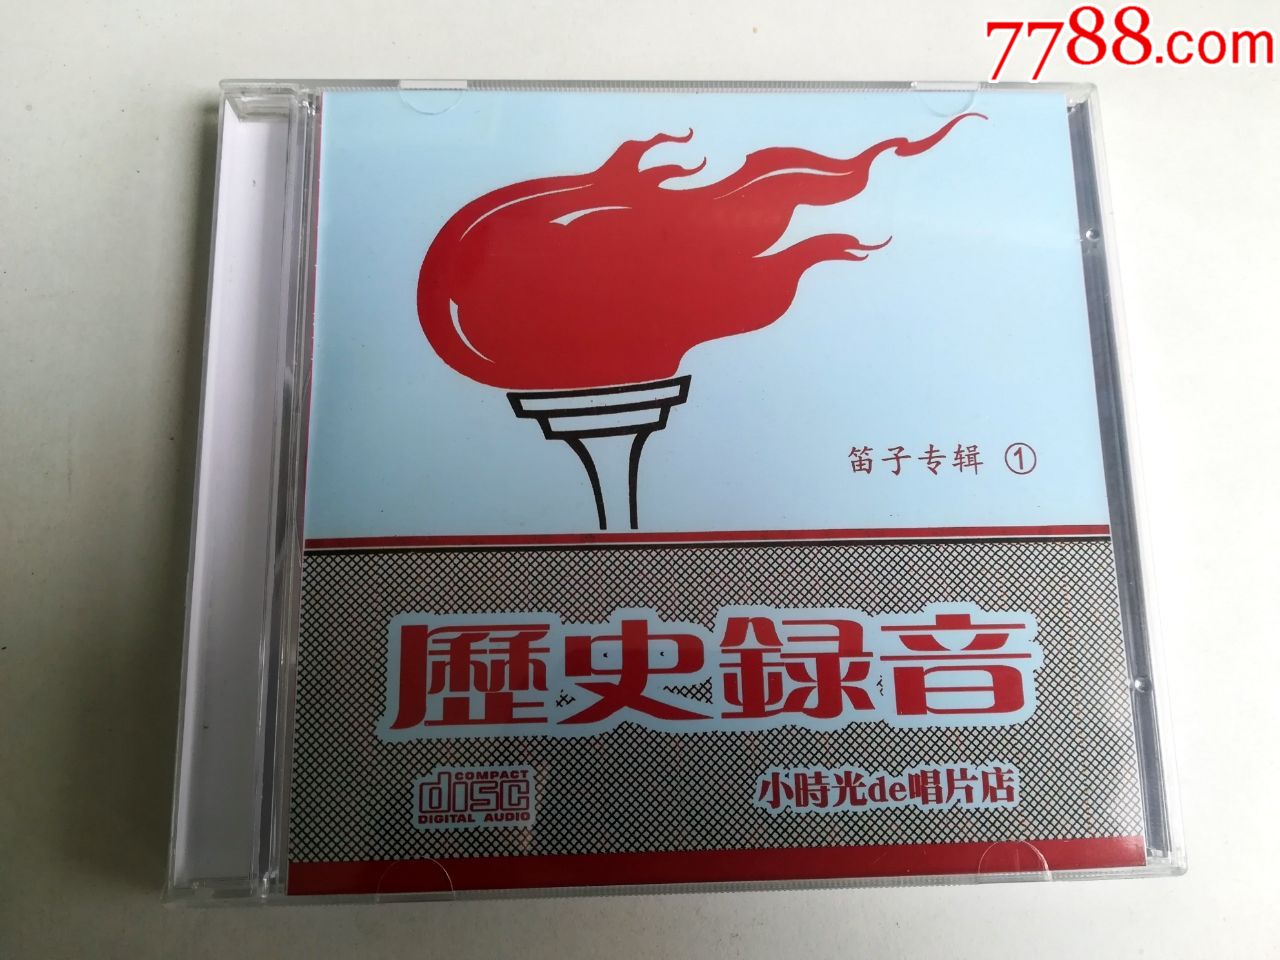 7788.com
笛子专辑 ①
歷史録音
COMPACT
disc
DIGITAL AUDIO
小時光de唱片店